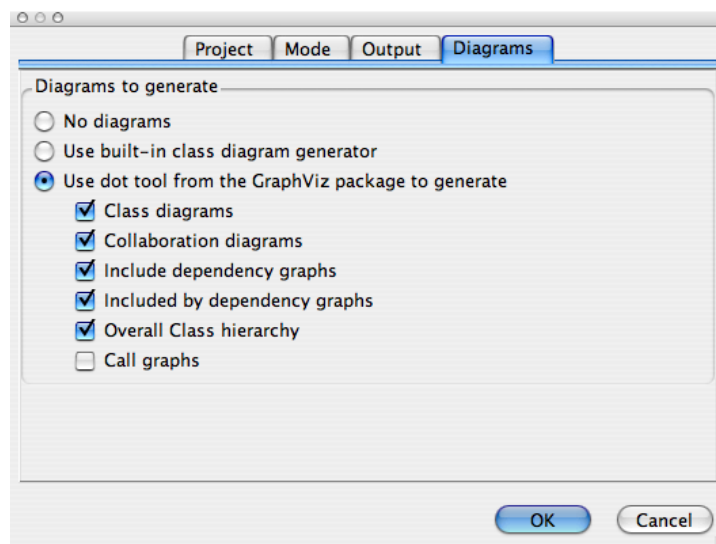 Project Mode Output Diagrams
Diagrams to generate
No diagrams
Use built-in class diagram generator
Use dot tool from the GraphViz package to generate
Class diagrams
Collaboration diagrams
Include dependency graphs
Included by dependency graphs
Overall Class hierarchy
Call graphs
OK Cancel